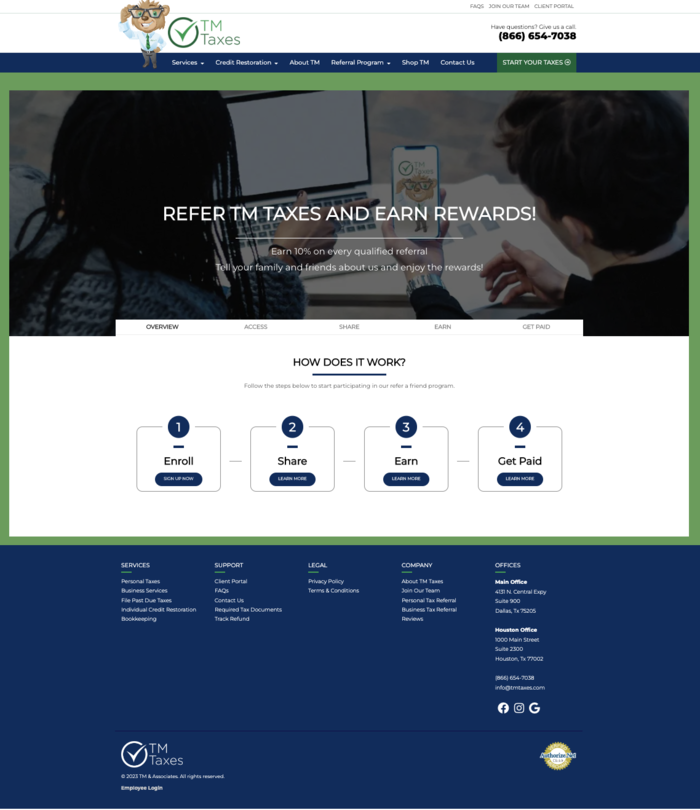 FAQS JOIN OUR TEAM CLIENT PORTAL
TM
Taxes
Have questions? Give us a call:
(866) 654-7038
Services Credit Restoration About TM Referral Program Shop TM Contact Us START YOUR TAXES
REFER TM TAXES AND EARN REWARDS!
Earn 10% on every qualified referral
Tell your family and friends about us and enjoy the rewards!
OVERVIEW ACCESS SHARE EARN GET PAID
HOW DOES IT WORK?
Follow the steps below to start participating in our refer a friend program.
1 2 3 4
Enroll Share Earn Get Paid
SIGN UP NOW LEARN MORE LEARN MORE LEARN MORE
SERVICES SUPPORT LEGAL COMPANY OFFICES
Personal Taxes Client Portal Privacy Policy About TM Taxes Main Office
Business Services FAQs Terms & Conditions Join Our Team 4131 N. Central Expy
File Past Due Taxes Contact Us Personal Tax Referral Suite 900
Individual Credit Restoration Required Tax Documents Business Tax Referral Dallas, Tx 75205
Bookkeeping Track Refund Reviews
Houston Office
1000 Main Street
Suite 2300
Houston, Tx 77002
(866) 654-7038
info@tmtaxes.com
TM
Taxes
Authorize.Net
© 2023 TM & Associates. All rights reserved.
Employee Login